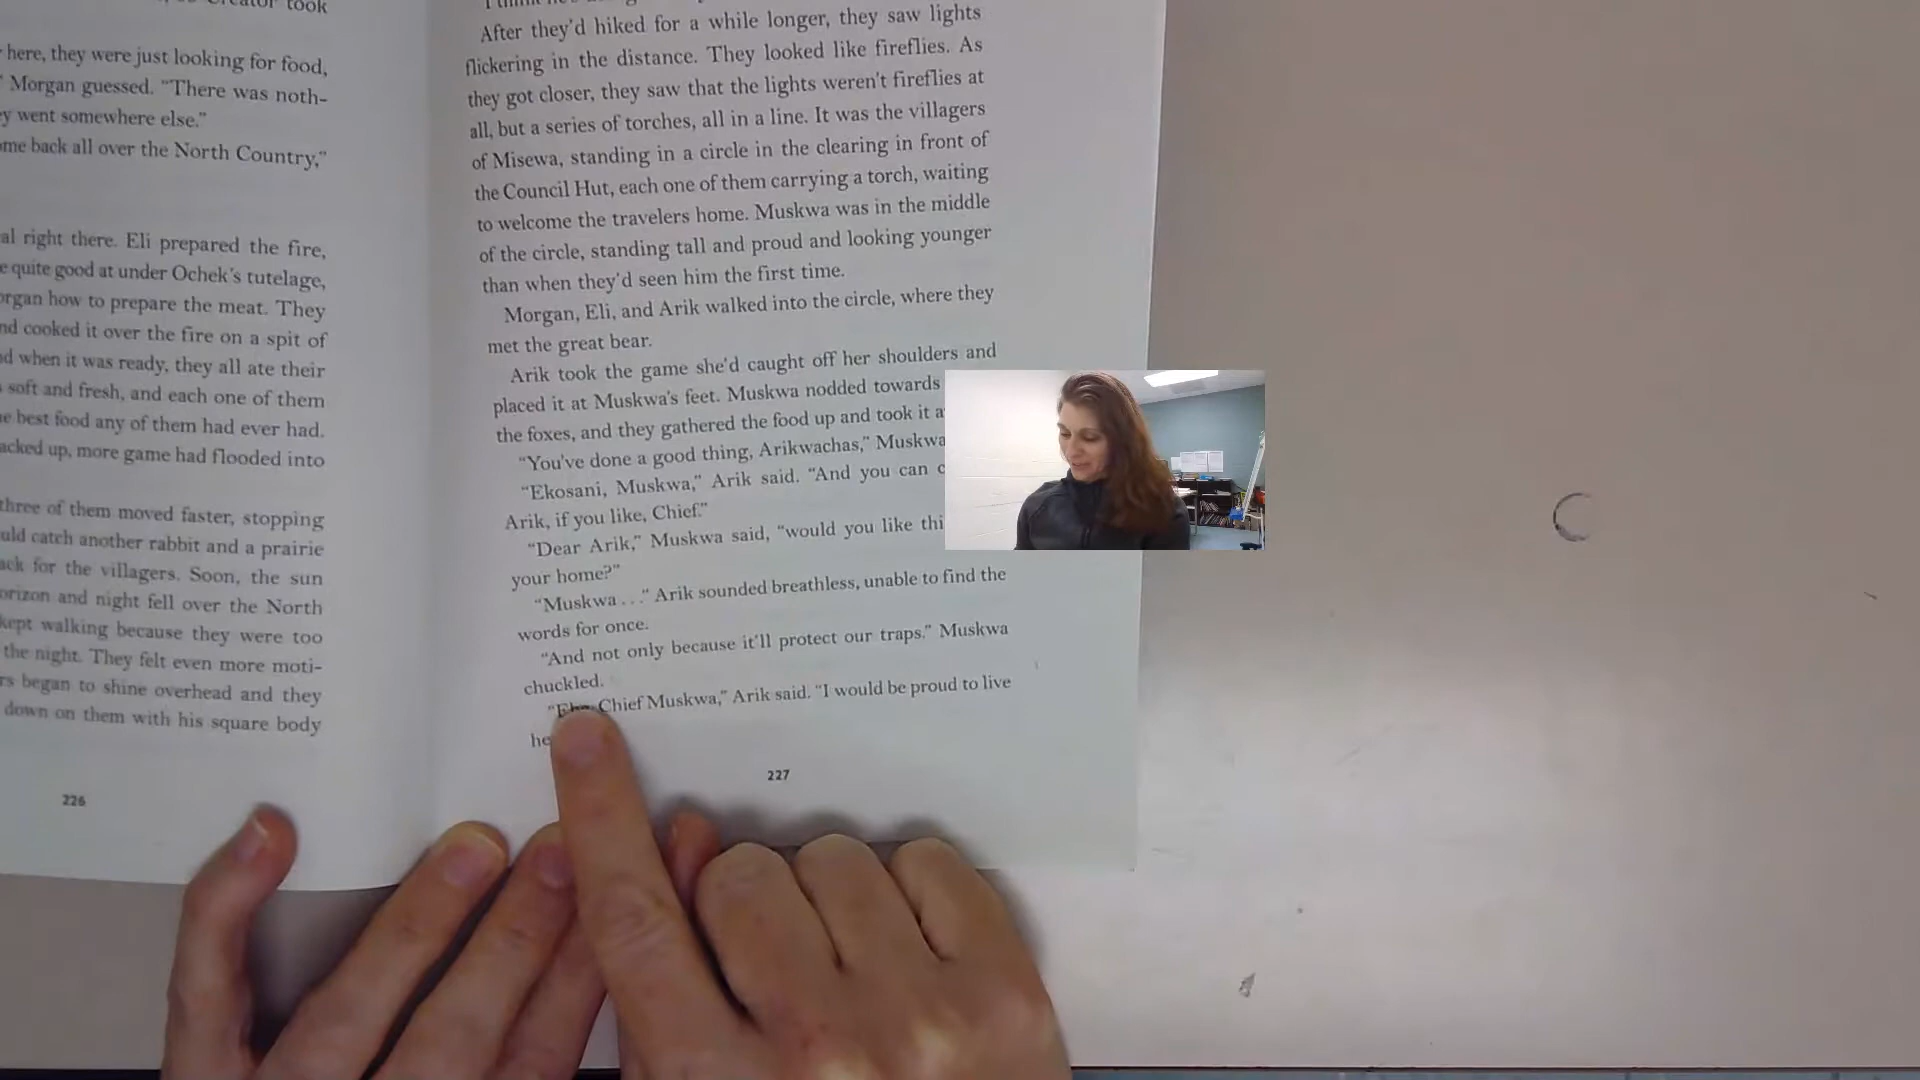 Creator took
here, they were just looking for food,
Morgan guessed. “There was noth-
y went somewhere else.”
me back all over the North Country,”
al right there. Eli prepared the fire,
e quite good at under Ochek’s tutelage,
organ how to prepare the meat. They
nd cooked it over the fire on a spit of
d when it was ready, they all ate their
soft and fresh, and each one of them
e best food any of them had ever had.
acked up, more game had flooded into
three of them moved faster, stopping
uld catch another rabbit and a prairie
ack for the villagers. Soon, the sun
orizon and night fell over the North
kept walking because they were too
the night. They felt even more moti-
rs began to shine overhead and they
down on them with his square body
226
After they’d hiked for a while longer, they saw lights
flickering in the distance. They looked like fireflies. As
they got closer, they saw that the lights weren’t fireflies at
all, but a series of torches, all in a line. It was the villagers
of Misewa, standing in a circle in the clearing in front of
the Council Hut, each one of them carrying a torch, waiting
to welcome the travelers home. Muskwa was in the middle
of the circle, standing tall and proud and looking younger
than when they’d seen him the first time.
Morgan, Eli, and Arik walked into the circle, where they
met the great bear.
Arik took the game she’d caught off her shoulders and
placed it at Muskwa’s feet. Muskwa nodded towards
the foxes, and they gathered the food up and took it a
“You’ve done a good thing, Arikwachas,” Muskwa
“Ekosani, Muskwa,” Arik said. “And you can c
Arik, if you like, Chief.”
“Dear Arik,” Muskwa said, “would you like thi
your home?”
“Muskwa . . .” Arik sounded breathless, unable to find the
words for once.
“And not only because it’ll protect our traps.” Muskwa
chuckled.
Chief Muskwa,” Arik said. “I would be proud to live
he
227